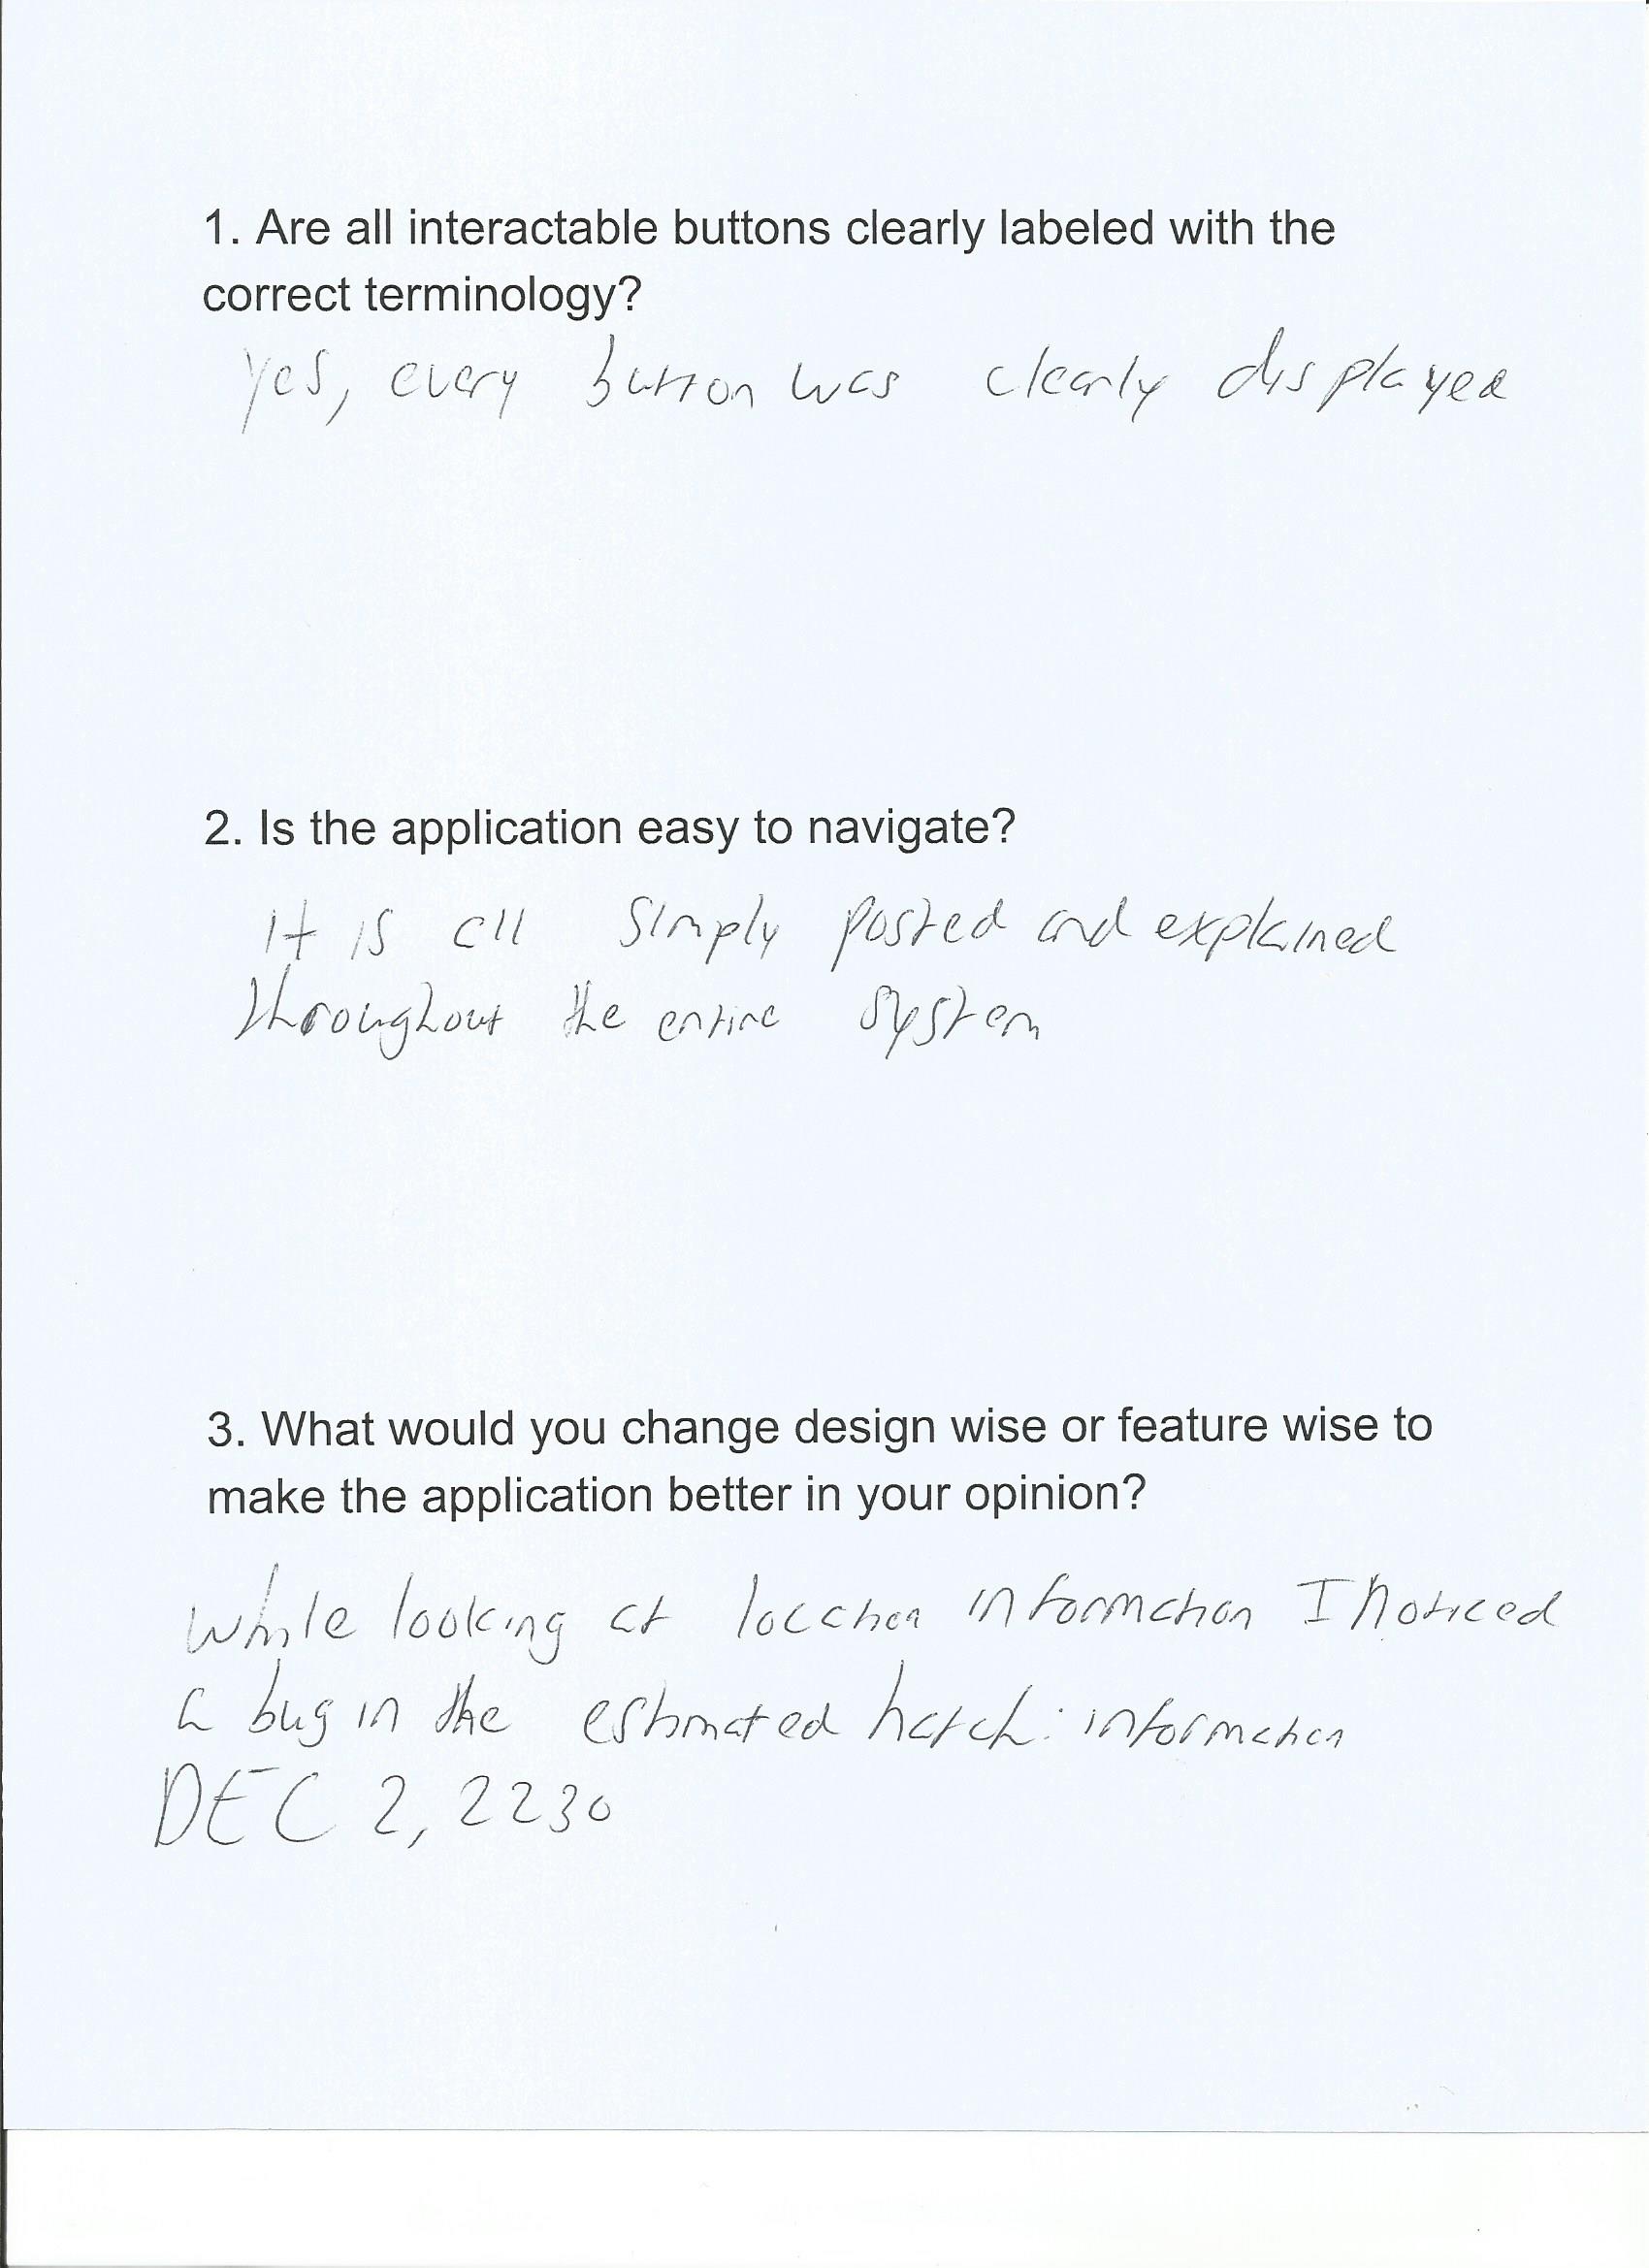 1. Are all interactable buttons clearly labeled with the
correct terminology?
Yes, every button was clearly displayed
2. Is the application easy to navigate?
It is all simply posted and explained
throughout the entire system
3. What would you change design wise or feature wise to
make the application better in your opinion?
while looking at location information I noticed
a bug in the estimated hatch: information
DEC 2, 2230